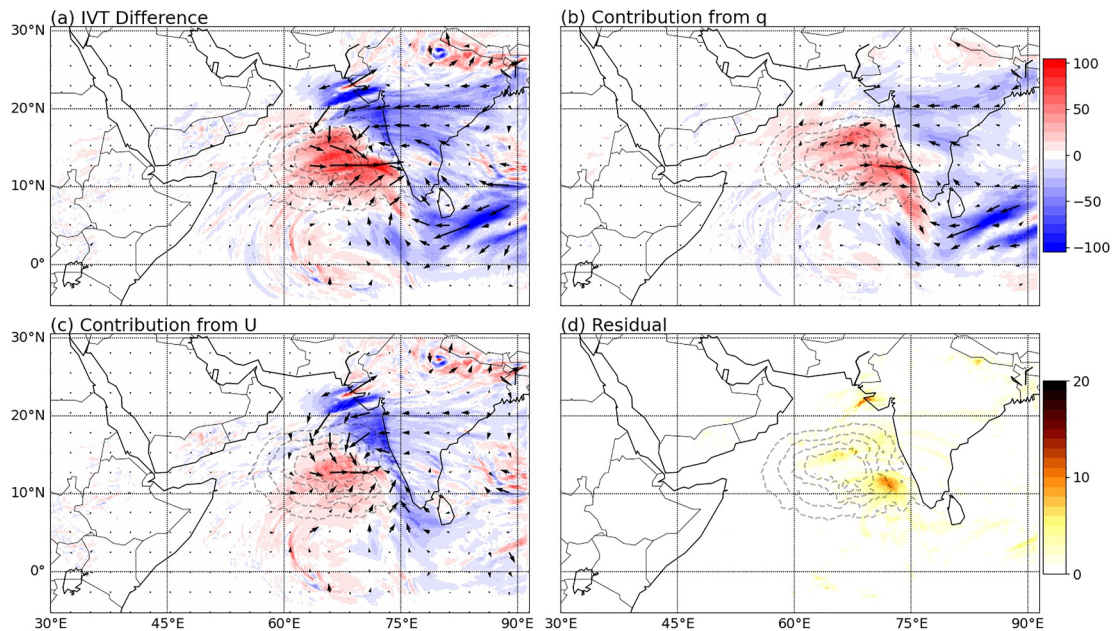 (a) IVT Difference
(b) Contribution from q
30°N
20°N
10°N
0°
100
50
0
−50
−100
(c) Contribution from U
(d) Residual
30°N
20°N
10°N
0°
20
10
0
30°E 45°E 60°E 75°E 90°E
30°E 45°E 60°E 75°E 90°E